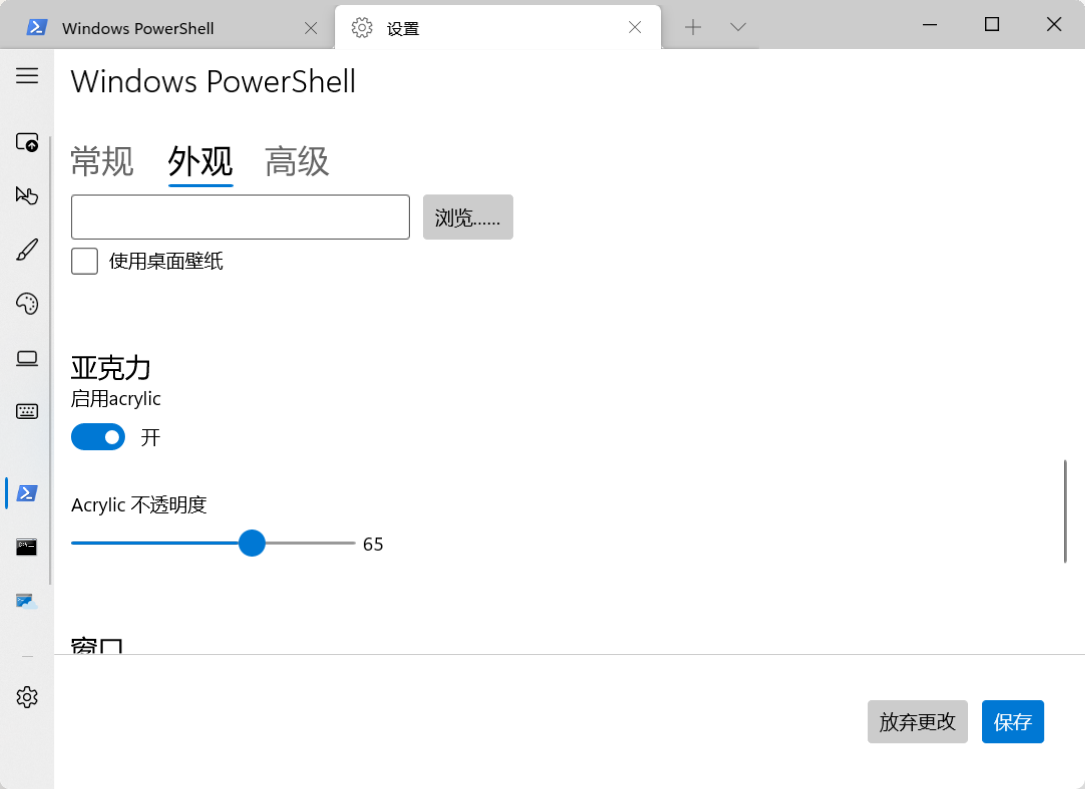 Windows PowerShell
设置
Windows PowerShell
常规 外观 高级
浏览......
使用桌面壁纸
亚克力
启用acrylic
开
Acrylic 不透明度
65
窗口
放弃更改 保存